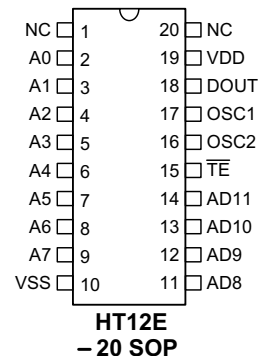 NC 1 20 NC
A0 2 19 VDD
A1 3 18 DOUT
A2 4 17 OSC1
A3 5 16 OSC2
A4 6 15 T̅E̅
A5 7 14 AD11
A6 8 13 AD10
A7 9 12 AD9
VSS 10 11 AD8
HT12E
– 20 SOP